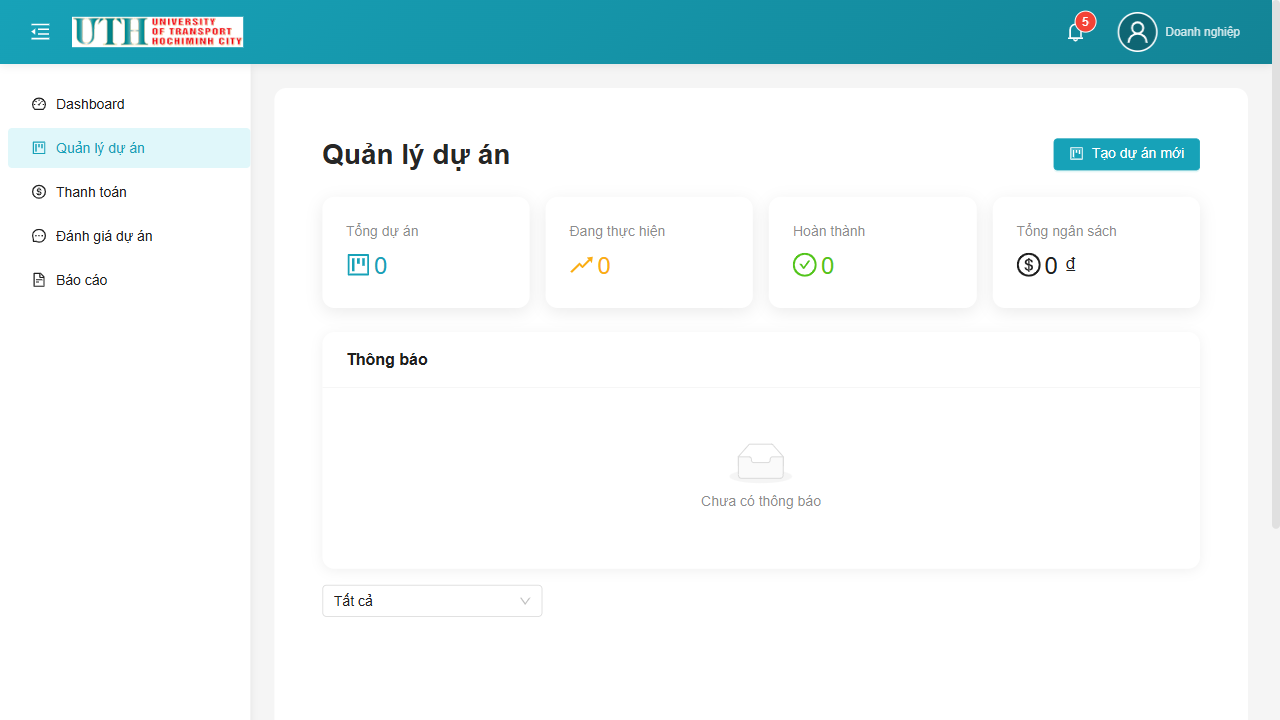 UTH UNIVERSITY
OF TRANSPORT
HOCHIMINH CITY
5
Doanh nghiệp
Dashboard
Quản lý dự án
Thanh toán
Đánh giá dự án
Báo cáo
Quản lý dự án
Tạo dự án mới
Tổng dự án
0
Đang thực hiện
0
Hoàn thành
0
Tổng ngân sách
0 ₫
Thông báo
Chưa có thông báo
Tất cả